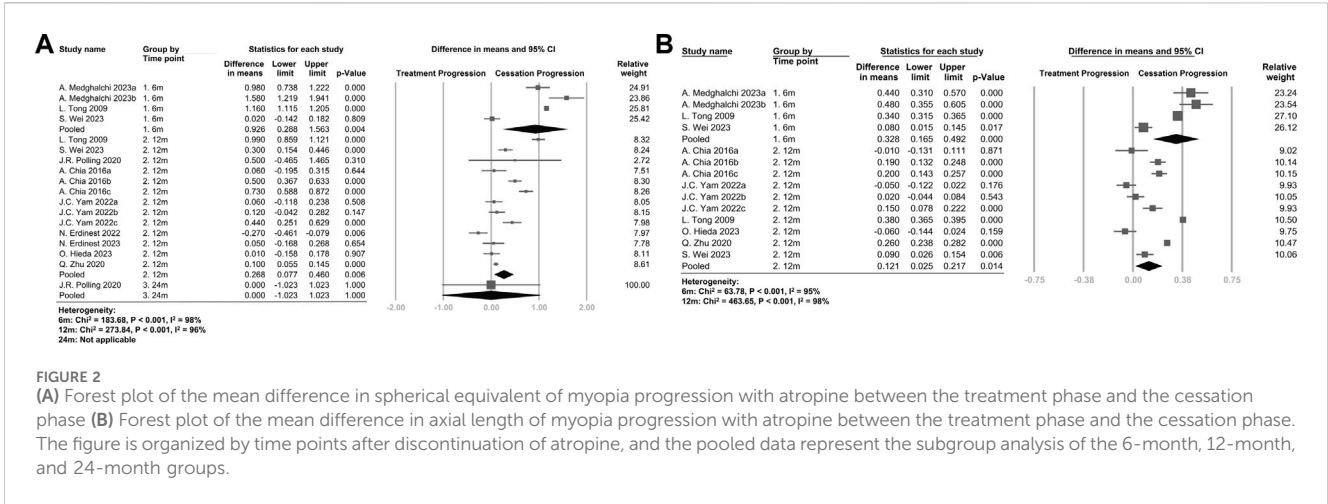 A
Study name Group by Time point Statistics for each study Difference in means and 95% CI
Difference in means Lower limit Upper limit p-Value Treatment Progression Cessation Progression Relative weight
A. Medghalchi 2023a 1. 6m 0.980 0.738 1.222 0.000 24.91
A. Medghalchi 2023b 1. 6m 1.580 1.219 1.941 0.000 23.86
L. Tong 2009 1. 6m 1.160 1.115 1.205 0.000 25.81
S. Wei 2023 1. 6m 0.020 -0.142 0.182 0.809 25.42
Pooled 1. 6m 0.926 0.288 1.563 0.004
L. Tong 2009 2. 12m 0.990 0.859 1.121 0.000 8.32
S. Wei 2023 2. 12m 0.300 0.154 0.446 0.000 8.24
J.R. Polling 2020 2. 12m 0.500 -0.465 1.465 0.310 2.72
A. Chia 2016a 2. 12m 0.060 -0.195 0.315 0.644 7.51
A. Chia 2016b 2. 12m 0.500 0.367 0.633 0.000 8.30
A. Chia 2016c 2. 12m 0.730 0.588 0.872 0.000 8.26
J.C. Yam 2022a 2. 12m 0.060 -0.118 0.238 0.508 8.05
J.C. Yam 2022b 2. 12m 0.120 -0.042 0.282 0.147 8.15
J.C. Yam 2022c 2. 12m 0.440 0.251 0.629 0.000 7.98
N. Erdinest 2022 2. 12m -0.270 -0.461 -0.079 0.006 7.97
N. Erdinest 2023 2. 12m 0.050 -0.168 0.268 0.654 7.78
O. Hieda 2023 2. 12m 0.010 -0.158 0.178 0.907 8.11
Q. Zhu 2020 2. 12m 0.100 0.055 0.145 0.000 8.61
Pooled 2. 12m 0.268 0.077 0.460 0.006
J.R. Polling 2020 3. 24m 0.000 -1.023 1.023 1.000 100.00
Pooled 3. 24m 0.000 -1.023 1.023 1.000
-2.00 -1.00 0.00 1.00 2.00
Heterogeneity:
6m: Chi² = 183.68, P < 0.001, I² = 98%
12m: Chi² = 273.84, P < 0.001, I² = 96%
24m: Not applicable
B
Study name Group by Time point Statistics for each study Difference in means and 95% CI
Difference in means Lower limit Upper limit p-Value Treatment Progression Cessation Progression Relative weight
A. Medghalchi 2023a 1. 6m 0.440 0.310 0.570 0.000 23.24
A. Medghalchi 2023b 1. 6m 0.480 0.355 0.605 0.000 23.54
L. Tong 2009 1. 6m 0.340 0.315 0.365 0.000 27.10
S. Wei 2023 1. 6m 0.080 0.015 0.145 0.017 26.12
Pooled 1. 6m 0.328 0.165 0.492 0.000
A. Chia 2016a 2. 12m -0.010 -0.131 0.111 0.871 9.02
A. Chia 2016b 2. 12m 0.190 0.132 0.248 0.000 10.14
A. Chia 2016c 2. 12m 0.200 0.143 0.257 0.000 10.15
J.C. Yam 2022a 2. 12m -0.050 -0.122 0.022 0.176 9.93
J.C. Yam 2022b 2. 12m 0.020 -0.044 0.084 0.543 10.05
J.C. Yam 2022c 2. 12m 0.150 0.078 0.222 0.000 9.93
L. Tong 2009 2. 12m 0.380 0.365 0.395 0.000 10.50
O. Hieda 2023 2. 12m -0.060 -0.144 0.024 0.159 9.75
Q. Zhu 2020 2. 12m 0.260 0.238 0.282 0.000 10.47
S. Wei 2023 2. 12m 0.090 0.026 0.154 0.006 10.06
Pooled 2. 12m 0.121 0.025 0.217 0.014
-0.75 -0.38 0.00 0.38 0.75
Heterogeneity:
6m: Chi² = 63.78, P < 0.001, I² = 95%
12m: Chi² = 463.65, P < 0.001, I² = 98%
FIGURE 2
(A) Forest plot of the mean difference in spherical equivalent of myopia progression with atropine between the treatment phase and the cessation
phase (B) Forest plot of the mean difference in axial length of myopia progression with atropine between the treatment phase and the cessation phase.
The figure is organized by time points after discontinuation of atropine, and the pooled data represent the subgroup analysis of the 6-month, 12-month,
and 24-month groups.